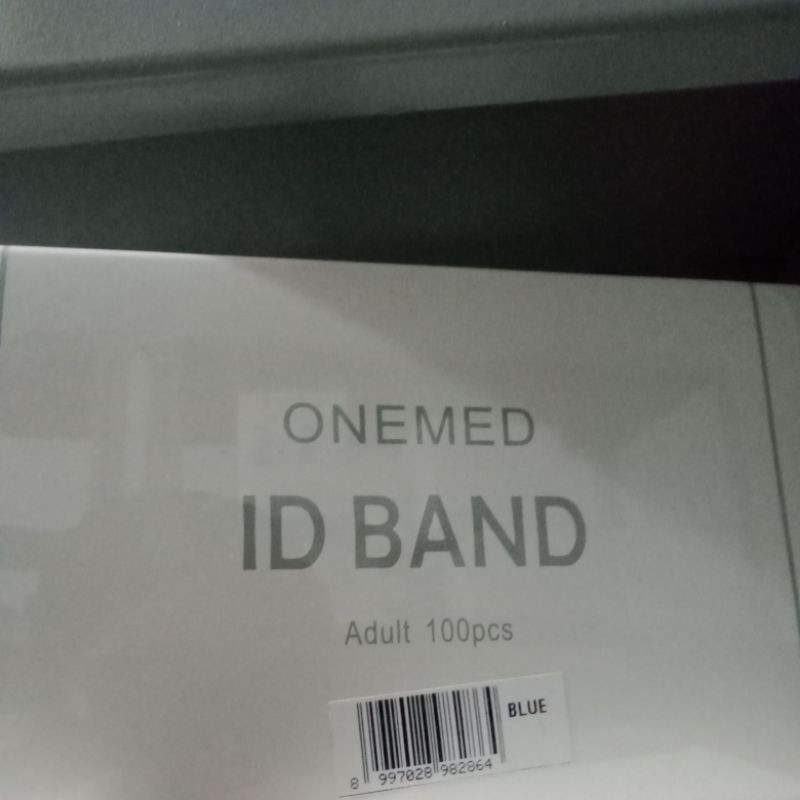 ONEMED
ID BAND
Adult 100pcs
BLUE
8 997028 982864